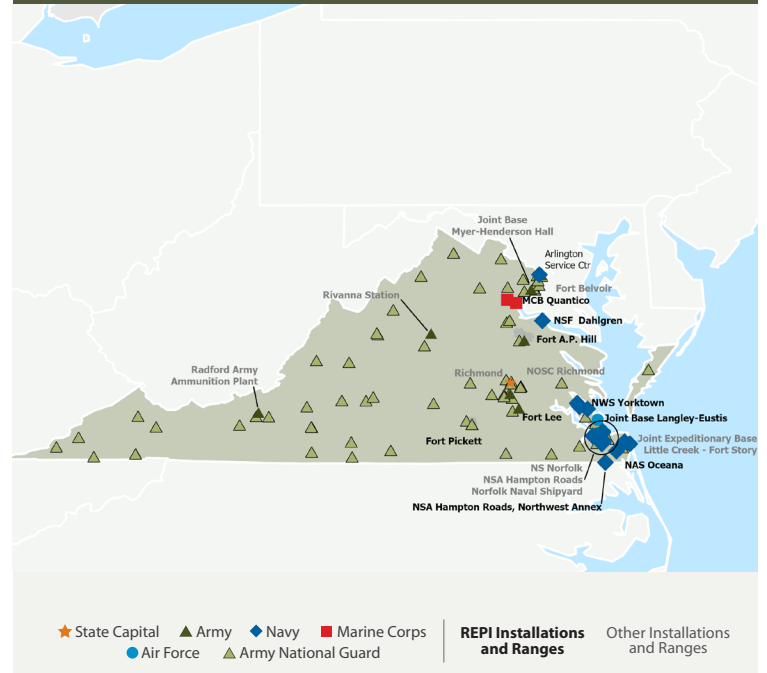 Joint Base
Myer-Henderson Hall
Arlington
Service Ctr
Fort Belvoir
Rivanna Station
MCB Quantico
NSF Dahlgren
Fort A.P. Hill
Radford Army
Ammunition Plant
Richmond
NOSC Richmond
NWS Yorktown
Fort Lee
Joint Base Langley-Eustis
Fort Pickett
Joint Expeditionary Base
Little Creek - Fort Story
NAS Oceana
NS Norfolk
NSA Hampton Roads
Norfolk Naval Shipyard
NSA Hampton Roads, Northwest Annex
State Capital
Army
Navy
Marine Corps
Air Force
Army National Guard
REPI Installations
and Ranges
Other Installations
and Ranges